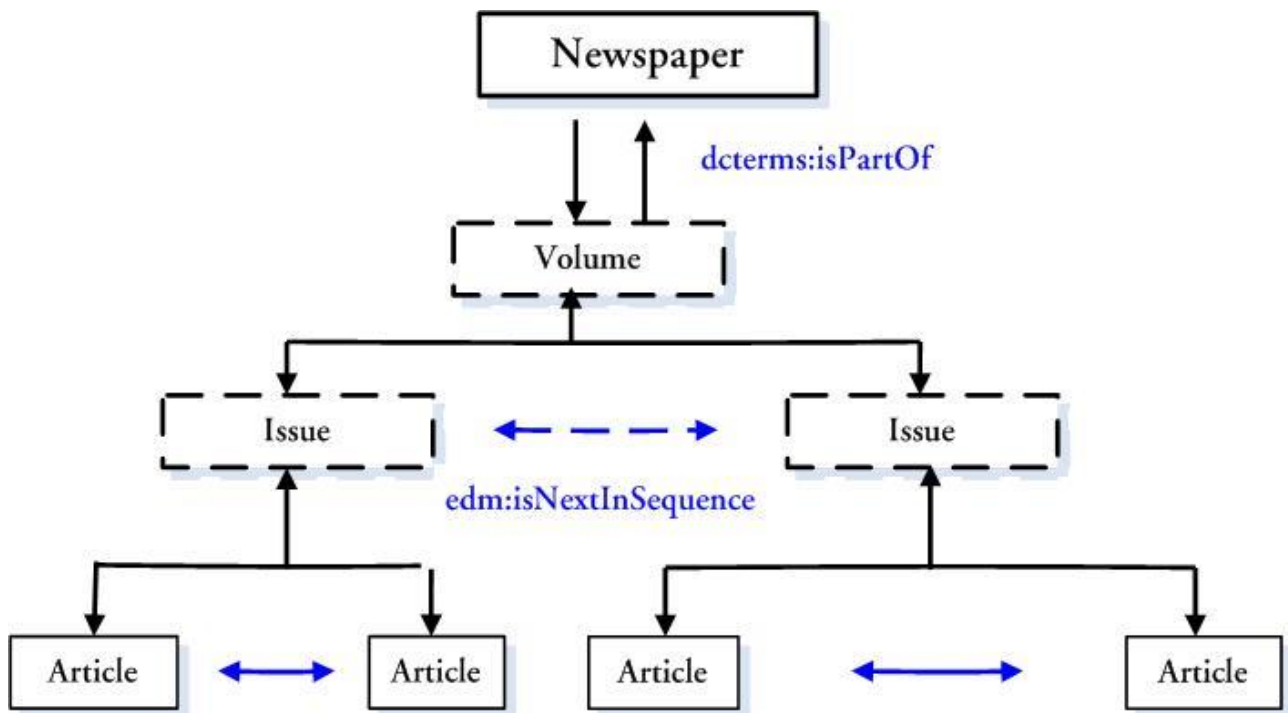 Newspaper
dcterms:isPartOf
Volume
Issue
Issue
edm:isNextInSequence
Article
Article
Article
Article